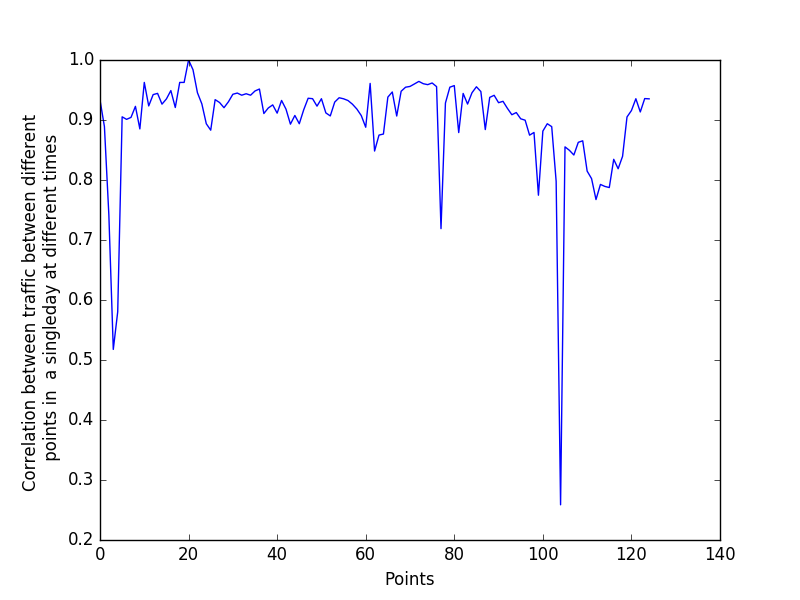 1.0
0.9
0.8
0.7
0.6
0.5
0.4
0.3
0.2
Correlation between traffic between different
points in  a singleday at different times
0 20 40 60 80 100 120 140
Points